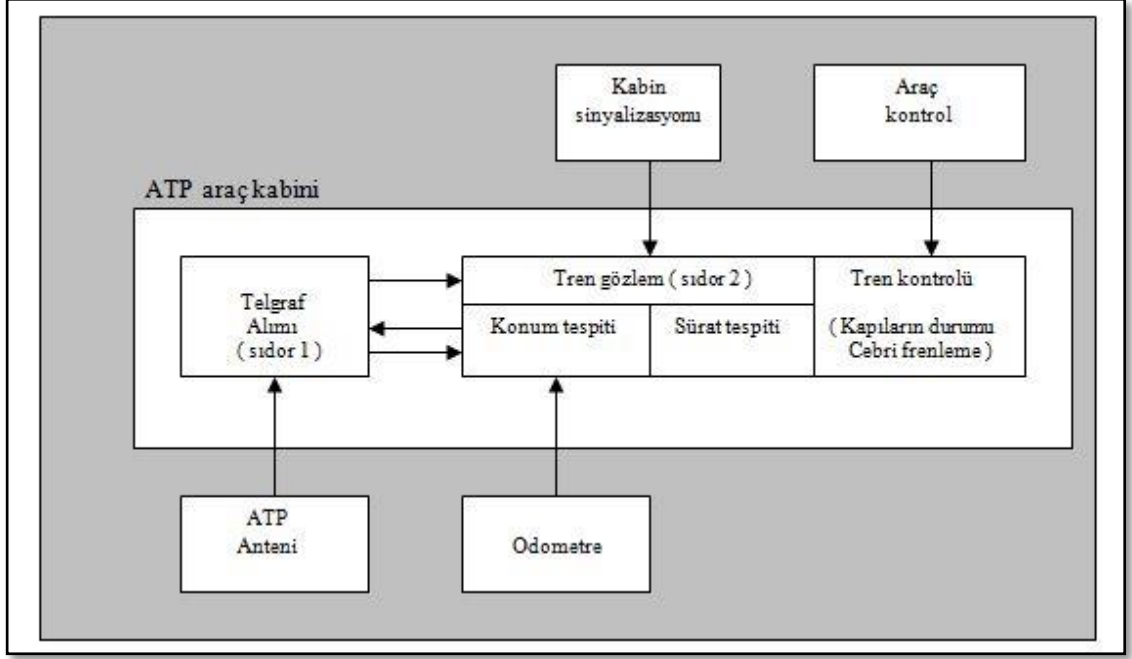 Kabin
sinyalizasyonu
Araç
kontrol
ATP araç kabini
Telgraf
Alımı
( sıdor 1 )
Tren gözlem ( sıdor 2 )
Konum tespiti
Sürat tespiti
Tren kontrolü
( Kapıların durumu
Cebri frenleme )
ATP
Anteni
Odometre